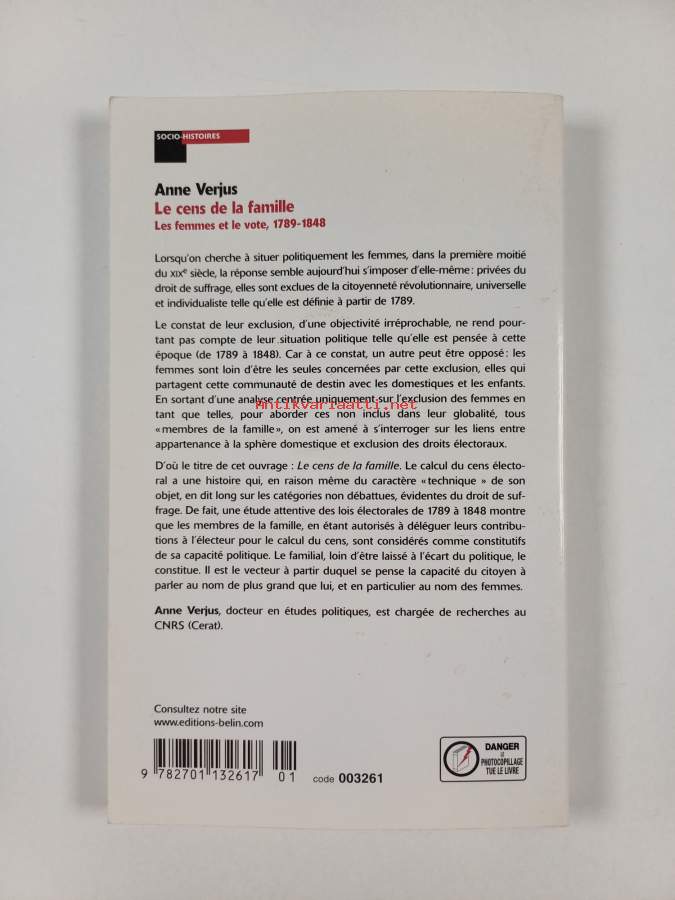 SOCIO-HISTOIRES
Anne Verjus
Le cens de la famille
Les femmes et le vote, 1789-1848
Lorsqu'on cherche à situer politiquement les femmes, dans la première moitié
du XIXe siècle, la réponse semble aujourd'hui s'imposer d'elle-même : privées du
droit de suffrage, elles sont exclues de la citoyenneté révolutionnaire, universelle
et individualiste telle qu'elle est définie à partir de 1789.
Le constat de leur exclusion, d'une objectivité irréprochable, ne rend pour-
tant pas compte de leur situation politique telle qu'elle est pensée à cette
époque (de 1789 à 1848). Car à ce constat, un autre peut être opposé : les
femmes sont loin d'être les seules concernées par cette exclusion, elles qui
partagent cette communauté de destin avec les domestiques et les enfants.
En sortant d'une analyse centrée uniquement sur l'exclusion des femmes en
Antikvariaatti.net
tant que telles, pour aborder ces non inclus dans leur globalité, tous
« membres de la famille », on est amené à s'interroger sur les liens entre
appartenance à la sphère domestique et exclusion des droits électoraux.
D'où le titre de cet ouvrage : Le cens de la famille. Le calcul du cens électo-
ral a une histoire qui, en raison même du caractère « technique » de son
objet, en dit long sur les catégories non débattues, évidentes du droit de suf-
frage. De fait, une étude attentive des lois électorales de 1789 à 1848 montre
que les membres de la famille, en étant autorisés à déléguer leurs contribu-
tions à l'électeur pour le calcul du cens, sont considérés comme constitutifs
de sa capacité politique. Le familial, loin d'être laissé à l'écart du politique, le
constitue. Il est le vecteur à partir duquel se pense la capacité du citoyen à
parler au nom de plus grand que lui, et en particulier au nom des femmes.
Anne Verjus, docteur en études politiques, est chargée de recherches au
CNRS (Cerat).
Consultez notre site
www.editions-belin.com
9 782701 132617 01
code 003261
DANGER
LE
PHOTOCOPILLAGE
TUE LE LIVRE